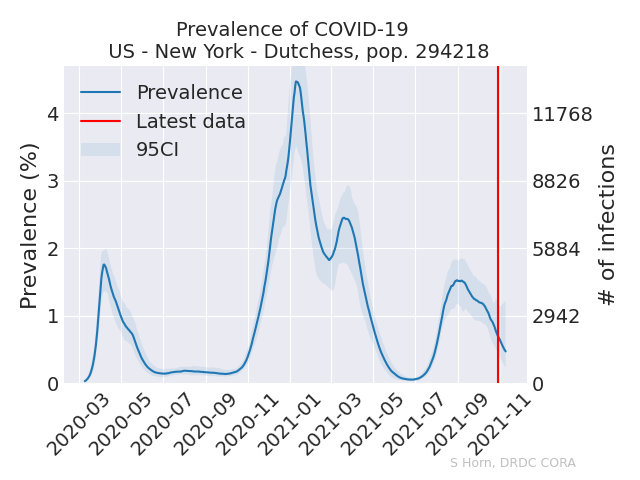 Prevalence of COVID-19
US - New York - Dutchess, pop. 294218
Prevalence
Latest data
95CI
Prevalence (%)
4
3
2
1
0
11768
8826
5884
2942
0
# of infections
2020-03
2020-05
2020-07
2020-09
2020-11
2021-01
2021-03
2021-05
2021-07
2021-09
2021-11
S Horn, DRDC CORA